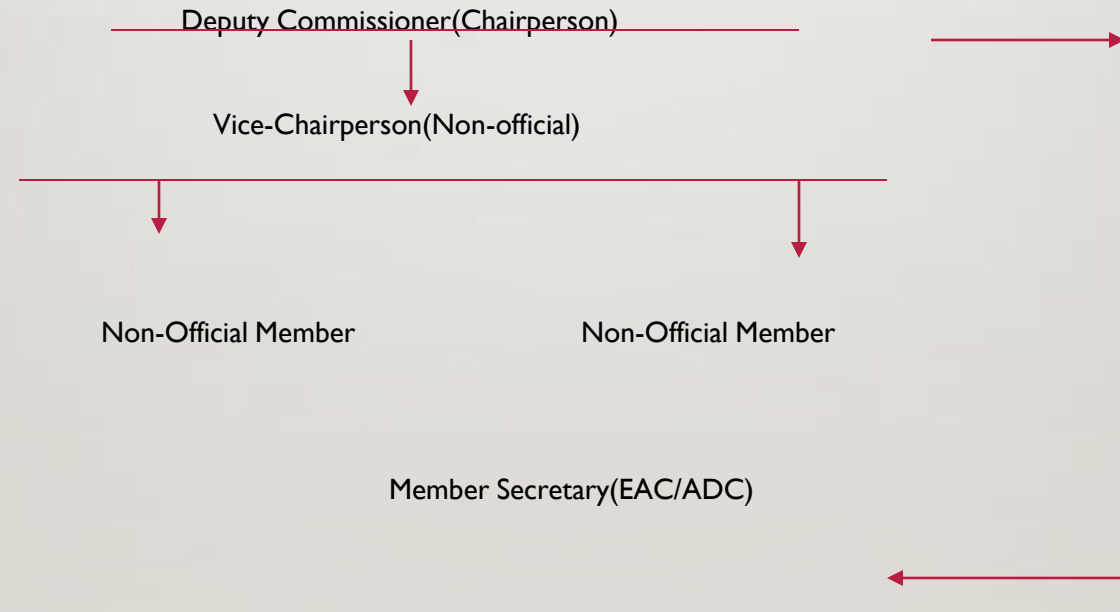 Deputy Commissioner(Chairperson)
Vice-Chairperson(Non-official)
Non-Official Member Non-Official Member
Member Secretary(EAC/ADC)